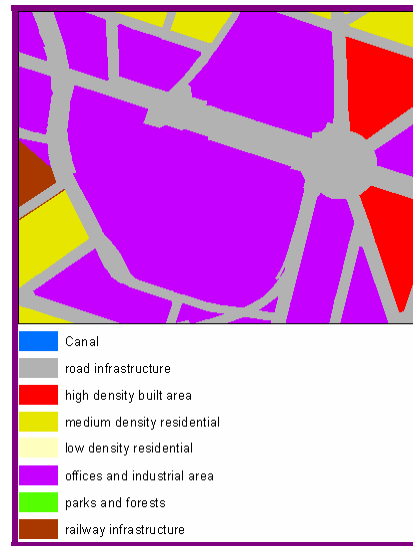 Canal
road infrastructure
high density built area
medium density residential
low density residential
offices and industrial area
parks and forests
railway infrastructure